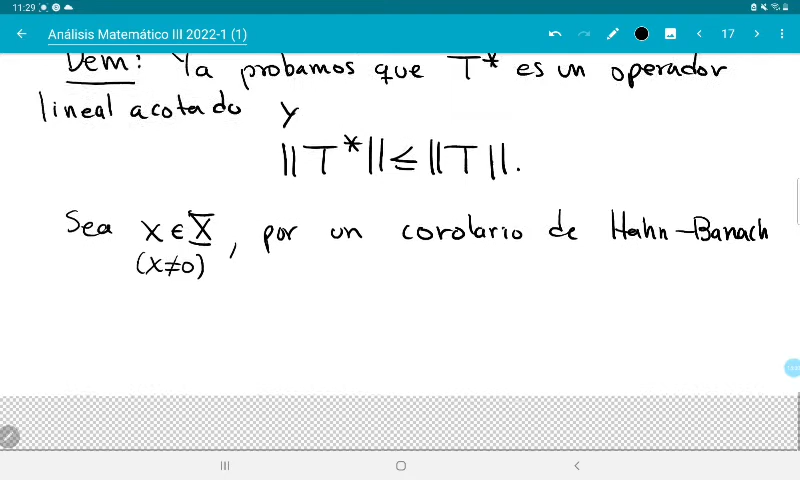 11:29
Análisis Matemático III 2022-1 (1)
17
Dem: Ya probamos que T* es un operador
lineal acotado y
||T*|| ≤ ||T||.
Sea x ∈ X, por un corolario de Hahn-Banach
(x≠0)